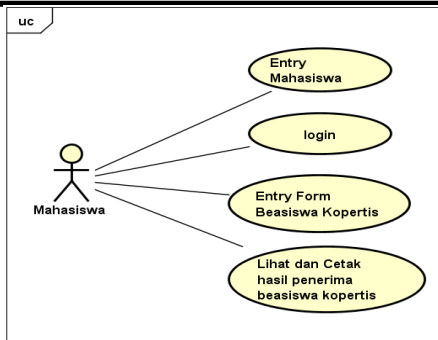 uc
Entry
Mahasiswa
login
Mahasiswa
Entry Form
Beasiswa Kopertis
Lihat dan Cetak
hasil penerima
beasiswa kopertis